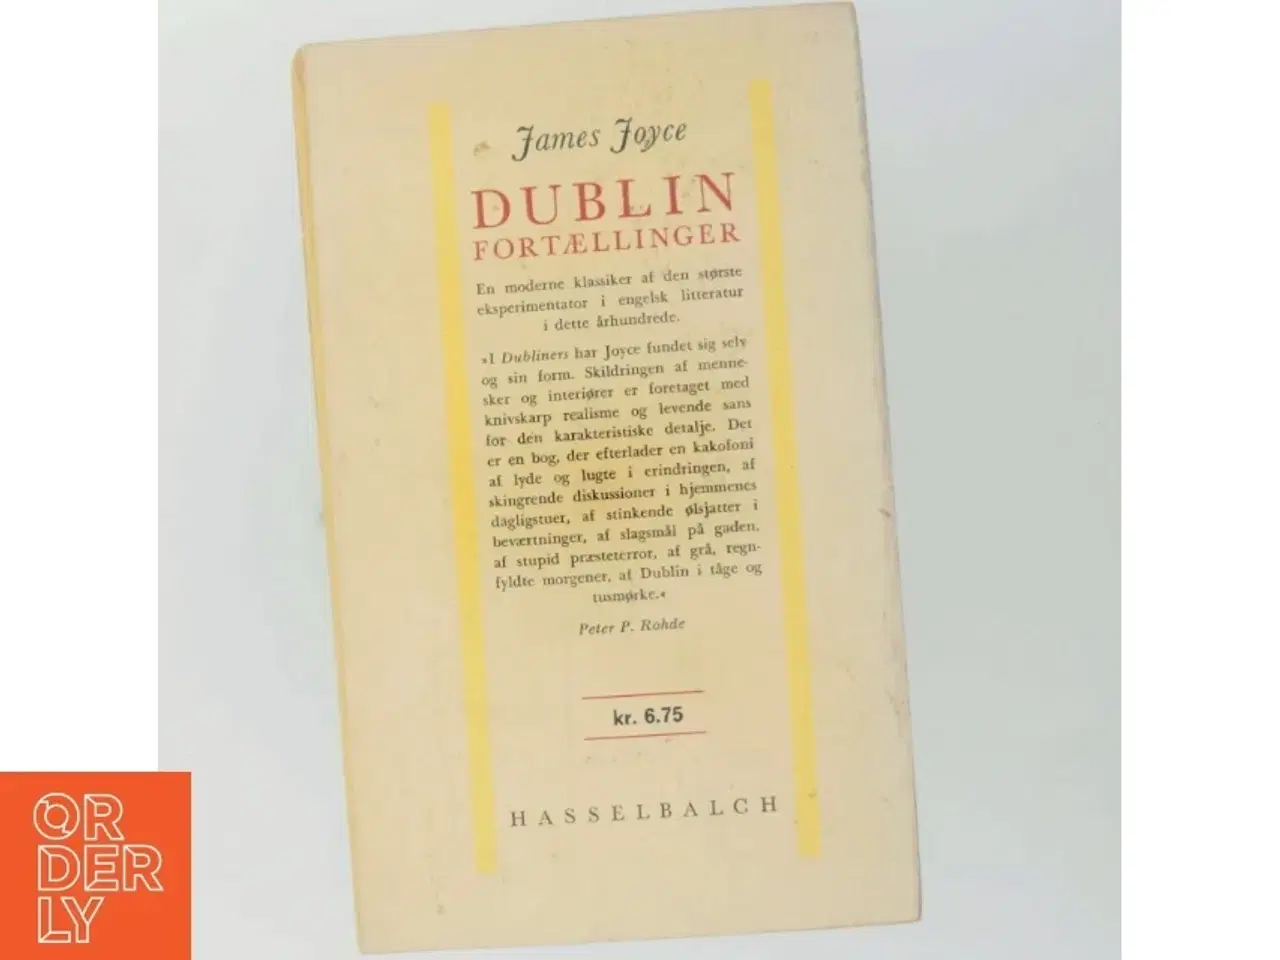 James Joyce
DUBLIN
FORTÆLLINGER
En moderne klassiker af den største
eksperimentator i engelsk litteratur
i dette århundrede.
»I Dubliners har Joyce fundet sig selv
og sin form. Skildringen af menne-
sker og interiører er foretaget med
knivskarp realisme og levende sans
for den karakteristiske detalje. Det
er en bog, der efterlader en kakofoni
af lyde og lugte i erindringen, af
skingrende diskussioner i hjemmenes
dagligstuer, af stinkende ølsjatter i
beværtninger, af slagsmål på gaden,
af stupid præsteterror, af grå, regn-
fyldte morgener, af Dublin i tåge og
tusmørke.«
Peter P. Rohde
kr. 6.75
HASSELBALCH
OR
DER
LY